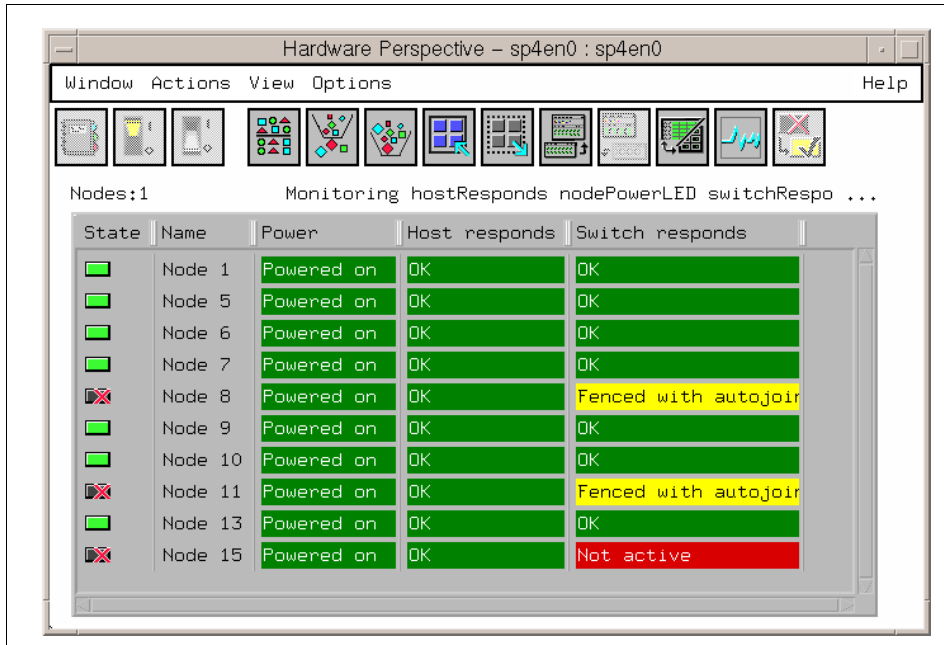 Hardware Perspective – sp4en0 : sp4en0
Window Actions View Options Help
Nodes:1 Monitoring hostResponds nodePowerLED switchRespo ...
State Name Power Host responds Switch responds
Node 1 Powered on OK OK
Node 5 Powered on OK OK
Node 6 Powered on OK OK
Node 7 Powered on OK OK
Node 8 Powered on OK Fenced with autojoin
Node 9 Powered on OK OK
Node 10 Powered on OK OK
Node 11 Powered on OK Fenced with autojoin
Node 13 Powered on OK OK
Node 15 Powered on OK Not active